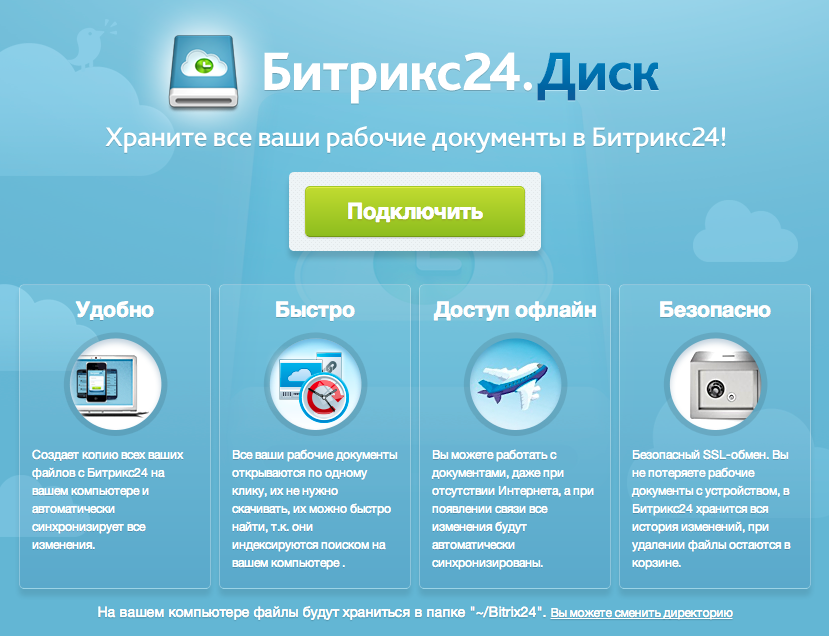 Битрикс24.Диск
Храните все ваши рабочие документы в Битрикс24!
Подключить
Удобно
Создает копию всех ваших
файлов с Битрикс24 на
вашем компьютере и
автоматически
синхронизирует все
изменения.
Быстро
Все ваши рабочие документы
открываются по одному
клику, их не нужно
скачивать, их можно быстро
найти, т.к. они
индексируются поиском на
вашем компьютере .
Доступ офлайн
Вы можете работать с
документами, даже при
отсутствии Интернета, а при
появлении связи все
изменения будут
автоматически
синхронизированы.
Безопасно
Безопасный SSL-обмен. Вы
не потеряете рабочие
документы с устройством, в
Битрикс24 хранится вся
история изменений, при
удалении файлы остаются в
корзине.
На вашем компьютере файлы будут храниться в папке "~/Bitrix24". Вы можете сменить директорию